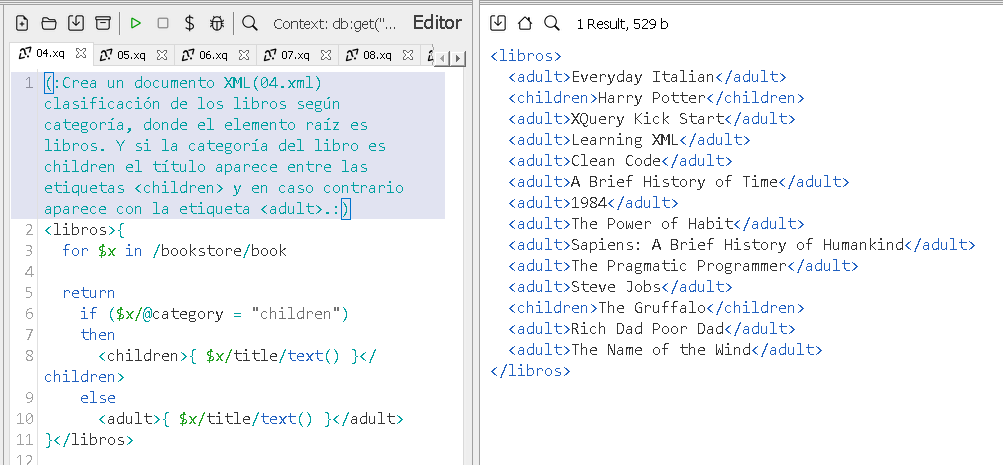 Context: db:get("... Editor
04.xq 05.xq 06.xq 07.xq 08.xq
1 (:Crea un documento XML(04.xml)
clasificación de los libros según
categoría, donde el elemento raíz es
libros. Y si la categoría del libro es
children el título aparece entre las
etiquetas <children> y en caso contrario
aparece con la etiqueta <adult>.:)
2 <libros>{
3 for $x in /bookstore/book
4
5 return
6 if ($x/@category = "children")
7 then
8 <children>{ $x/title/text() }</
children>
9 else
10 <adult>{ $x/title/text() }</adult>
11 }</libros>
12
1 Result, 529 b
<libros>
<adult>Everyday Italian</adult>
<children>Harry Potter</children>
<adult>XQuery Kick Start</adult>
<adult>Learning XML</adult>
<adult>Clean Code</adult>
<adult>A Brief History of Time</adult>
<adult>1984</adult>
<adult>The Power of Habit</adult>
<adult>Sapiens: A Brief History of Humankind</adult>
<adult>The Pragmatic Programmer</adult>
<adult>Steve Jobs</adult>
<children>The Gruffalo</children>
<adult>Rich Dad Poor Dad</adult>
<adult>The Name of the Wind</adult>
</libros>